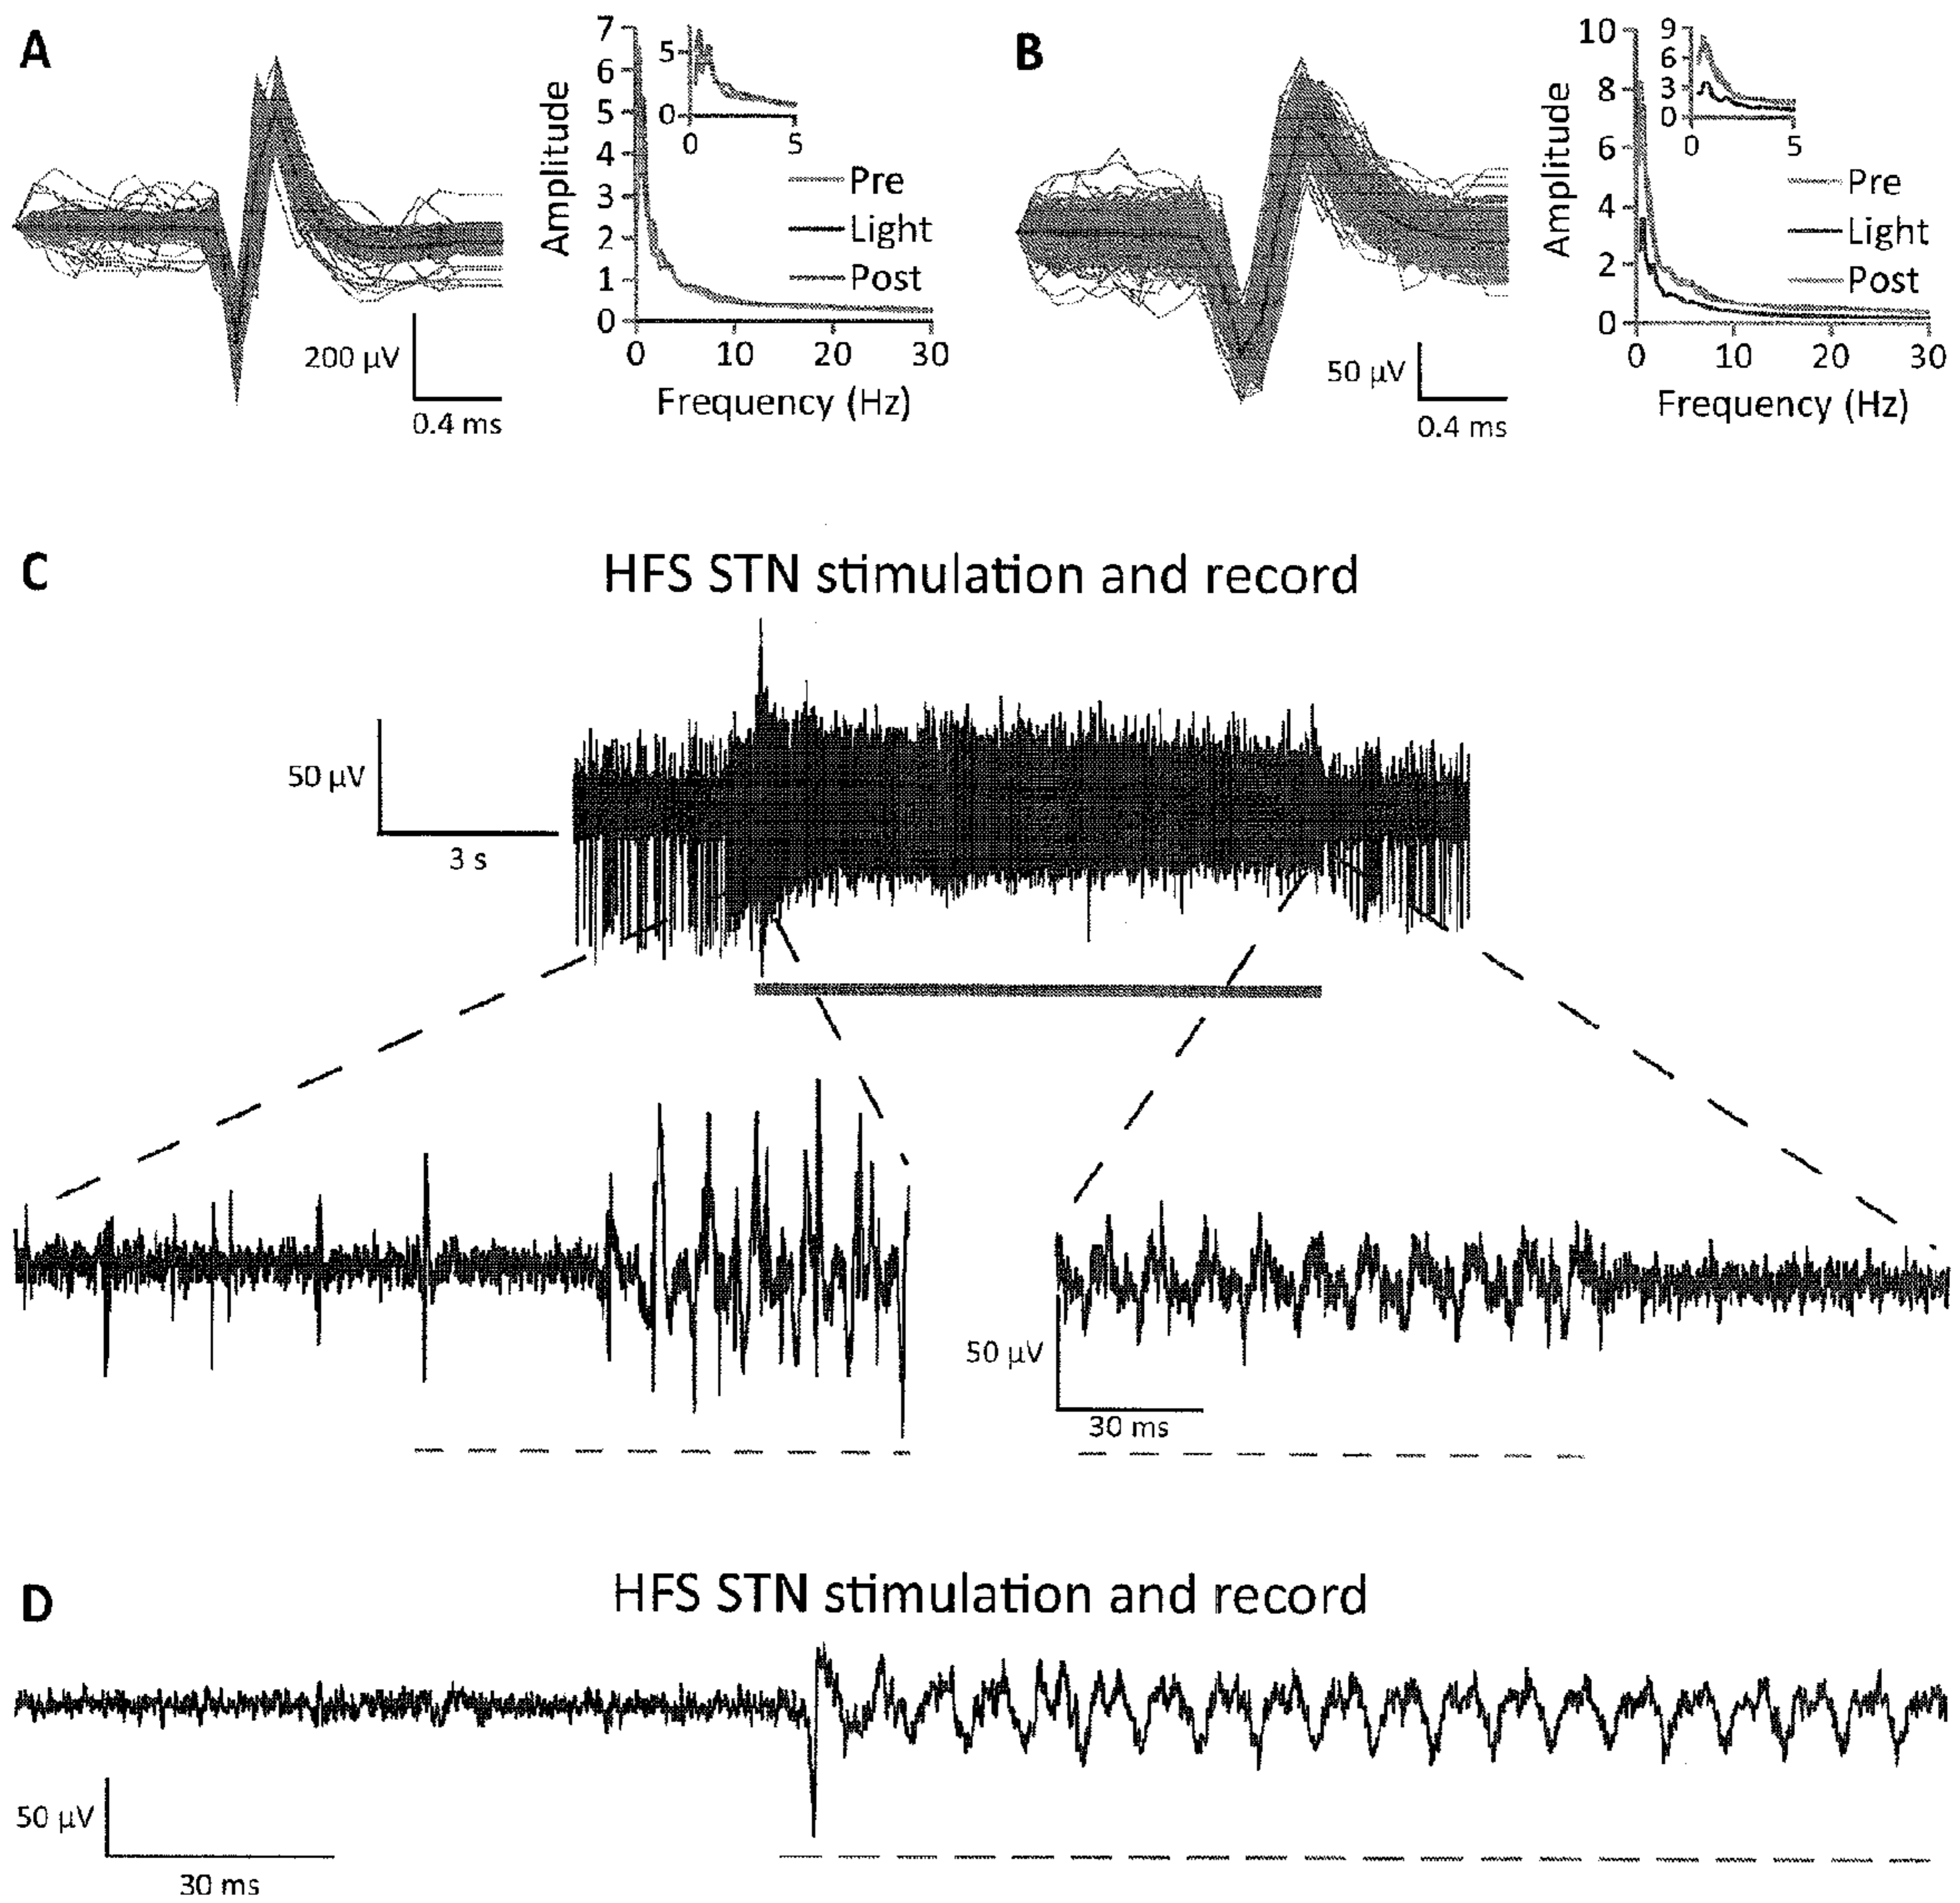 A
200 µV
0.4 ms
Amplitude
7
6
5
4
3
2
1
0
0
10
20
30
Frequency (Hz)
5
0
0
5
Pre
Light
Post
B
50 µV
0.4 ms
Amplitude
10
8
6
4
2
0
0
10
20
30
Frequency (Hz)
9
6
3
0
0
5
Pre
Light
Post
C
HFS STN stimulation and record
50 µV
3 s
50 µV
30 ms
D
HFS STN stimulation and record
50 µV
30 ms